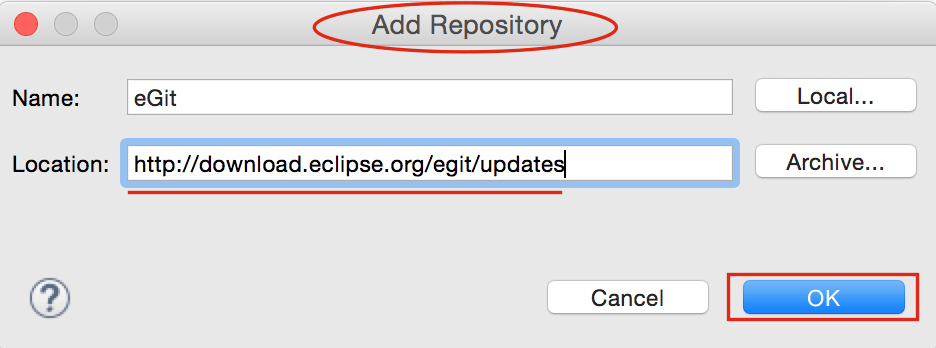 Add Repository
Name: eGit Local...
Location: http://download.eclipse.org/egit/updates Archive...
? Cancel OK